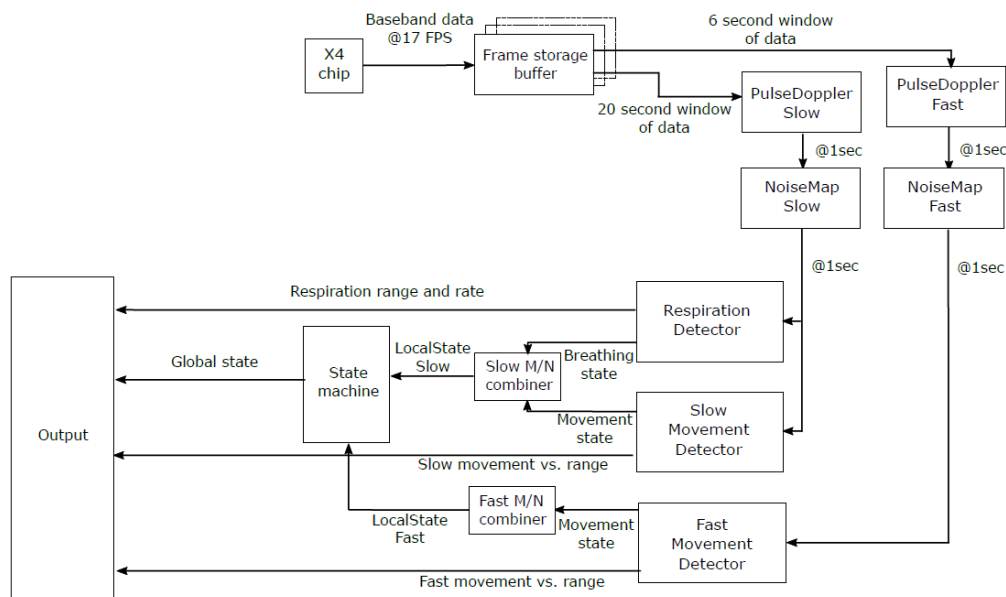 Baseband data
@17 FPS
6 second window
of data
X4
chip
Frame storage
buffer
20 second window
of data
PulseDoppler
Slow
PulseDoppler
Fast
@1sec
@1sec
NoiseMap
Slow
NoiseMap
Fast
@1sec
@1sec
Respiration range and rate
Respiration
Detector
Global state
State
machine
LocalState
Slow
Slow M/N
combiner
Breathing
state
Output
Movement
state
Slow
Movement
Detector
Slow movement vs. range
LocalState
Fast
Fast M/N
combiner
Movement
state
Fast
Movement
Detector
Fast movement vs. range